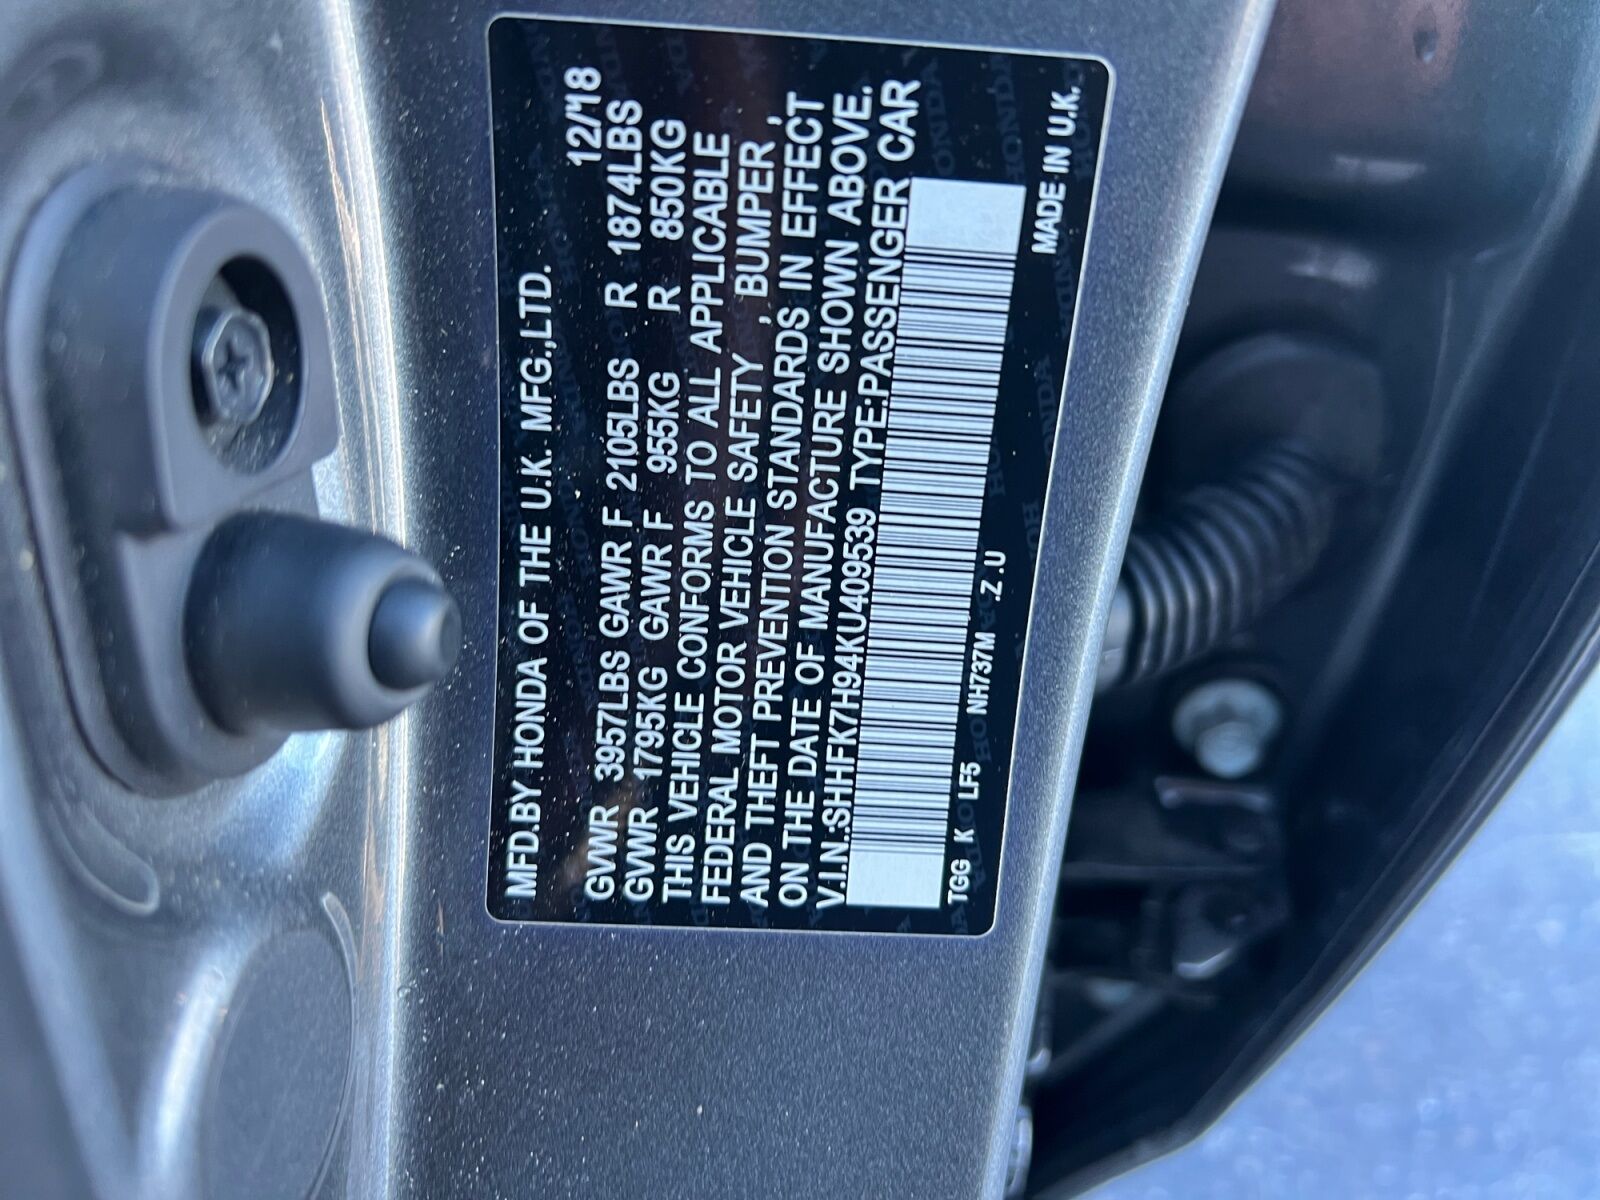 MFD.BY HONDA OF THE U.K. MFG.,LTD. 12/'18
GVWR 3957LBS GAWR F 2105LBS R 1874LBS
GVWR 1795KG GAWR F 955KG R 850KG
THIS VEHICLE CONFORMS TO ALL APPLICABLE
FEDERAL MOTOR VEHICLE SAFETY , BUMPER ,
AND THEFT PREVENTION STANDARDS IN EFFECT
ON THE DATE OF MANUFACTURE SHOWN ABOVE.
V.I.N.:SHHFK7H94KU409539 TYPE:PASSENGER CAR
TGG K LF5 NH737M .Z .U MADE IN U.K.